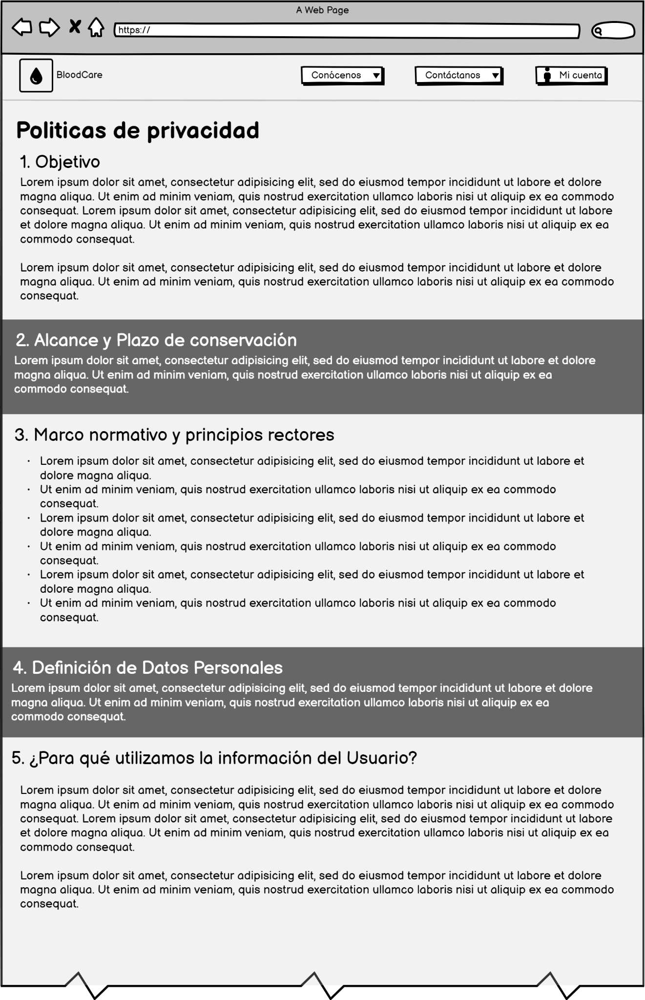 A Web Page
https://
BloodCare
Conócenos
Contáctanos
Mi cuenta
Politicas de privacidad
1. Objetivo
Lorem ipsum dolor sit amet, consectetur adipisicing elit, sed do eiusmod tempor incididunt ut labore et dolore
magna aliqua. Ut enim ad minim veniam, quis nostrud exercitation ullamco laboris nisi ut aliquip ex ea commodo
consequat. Lorem ipsum dolor sit amet, consectetur adipisicing elit, sed do eiusmod tempor incididunt ut labore
et dolore magna aliqua. Ut enim ad minim veniam, quis nostrud exercitation ullamco laboris nisi ut aliquip ex ea
commodo consequat.
Lorem ipsum dolor sit amet, consectetur adipisicing elit, sed do eiusmod tempor incididunt ut labore et dolore
magna aliqua. Ut enim ad minim veniam, quis nostrud exercitation ullamco laboris nisi ut aliquip ex ea commodo
consequat.
2. Alcance y Plazo de conservación
Lorem ipsum dolor sit amet, consectetur adipisicing elit, sed do eiusmod tempor incididunt ut labore et dolore
magna aliqua. Ut enim ad minim veniam, quis nostrud exercitation ullamco laboris nisi ut aliquip ex ea
commodo consequat.
3. Marco normativo y principios rectores
• Lorem ipsum dolor sit amet, consectetur adipisicing elit, sed do eiusmod tempor incididunt ut labore et
dolore magna aliqua.
• Ut enim ad minim veniam, quis nostrud exercitation ullamco laboris nisi ut aliquip ex ea commodo
consequat.
• Lorem ipsum dolor sit amet, consectetur adipisicing elit, sed do eiusmod tempor incididunt ut labore et
dolore magna aliqua.
• Ut enim ad minim veniam, quis nostrud exercitation ullamco laboris nisi ut aliquip ex ea commodo
consequat.
• Lorem ipsum dolor sit amet, consectetur adipisicing elit, sed do eiusmod tempor incididunt ut labore et
dolore magna aliqua.
• Ut enim ad minim veniam, quis nostrud exercitation ullamco laboris nisi ut aliquip ex ea commodo
consequat.
4. Definición de Datos Personales
Lorem ipsum dolor sit amet, consectetur adipisicing elit, sed do eiusmod tempor incididunt ut labore et dolore
magna aliqua. Ut enim ad minim veniam, quis nostrud exercitation ullamco laboris nisi ut aliquip ex ea
commodo consequat.
5. ¿Para qué utilizamos la información del Usuario?
Lorem ipsum dolor sit amet, consectetur adipisicing elit, sed do eiusmod tempor incididunt ut labore et dolore
magna aliqua. Ut enim ad minim veniam, quis nostrud exercitation ullamco laboris nisi ut aliquip ex ea commodo
consequat. Lorem ipsum dolor sit amet, consectetur adipisicing elit, sed do eiusmod tempor incididunt ut labore
et dolore magna aliqua. Ut enim ad minim veniam, quis nostrud exercitation ullamco laboris nisi ut aliquip ex ea
commodo consequat.
Lorem ipsum dolor sit amet, consectetur adipisicing elit, sed do eiusmod tempor incididunt ut labore et dolore
magna aliqua. Ut enim ad minim veniam, quis nostrud exercitation ullamco laboris nisi ut aliquip ex ea commodo
consequat.